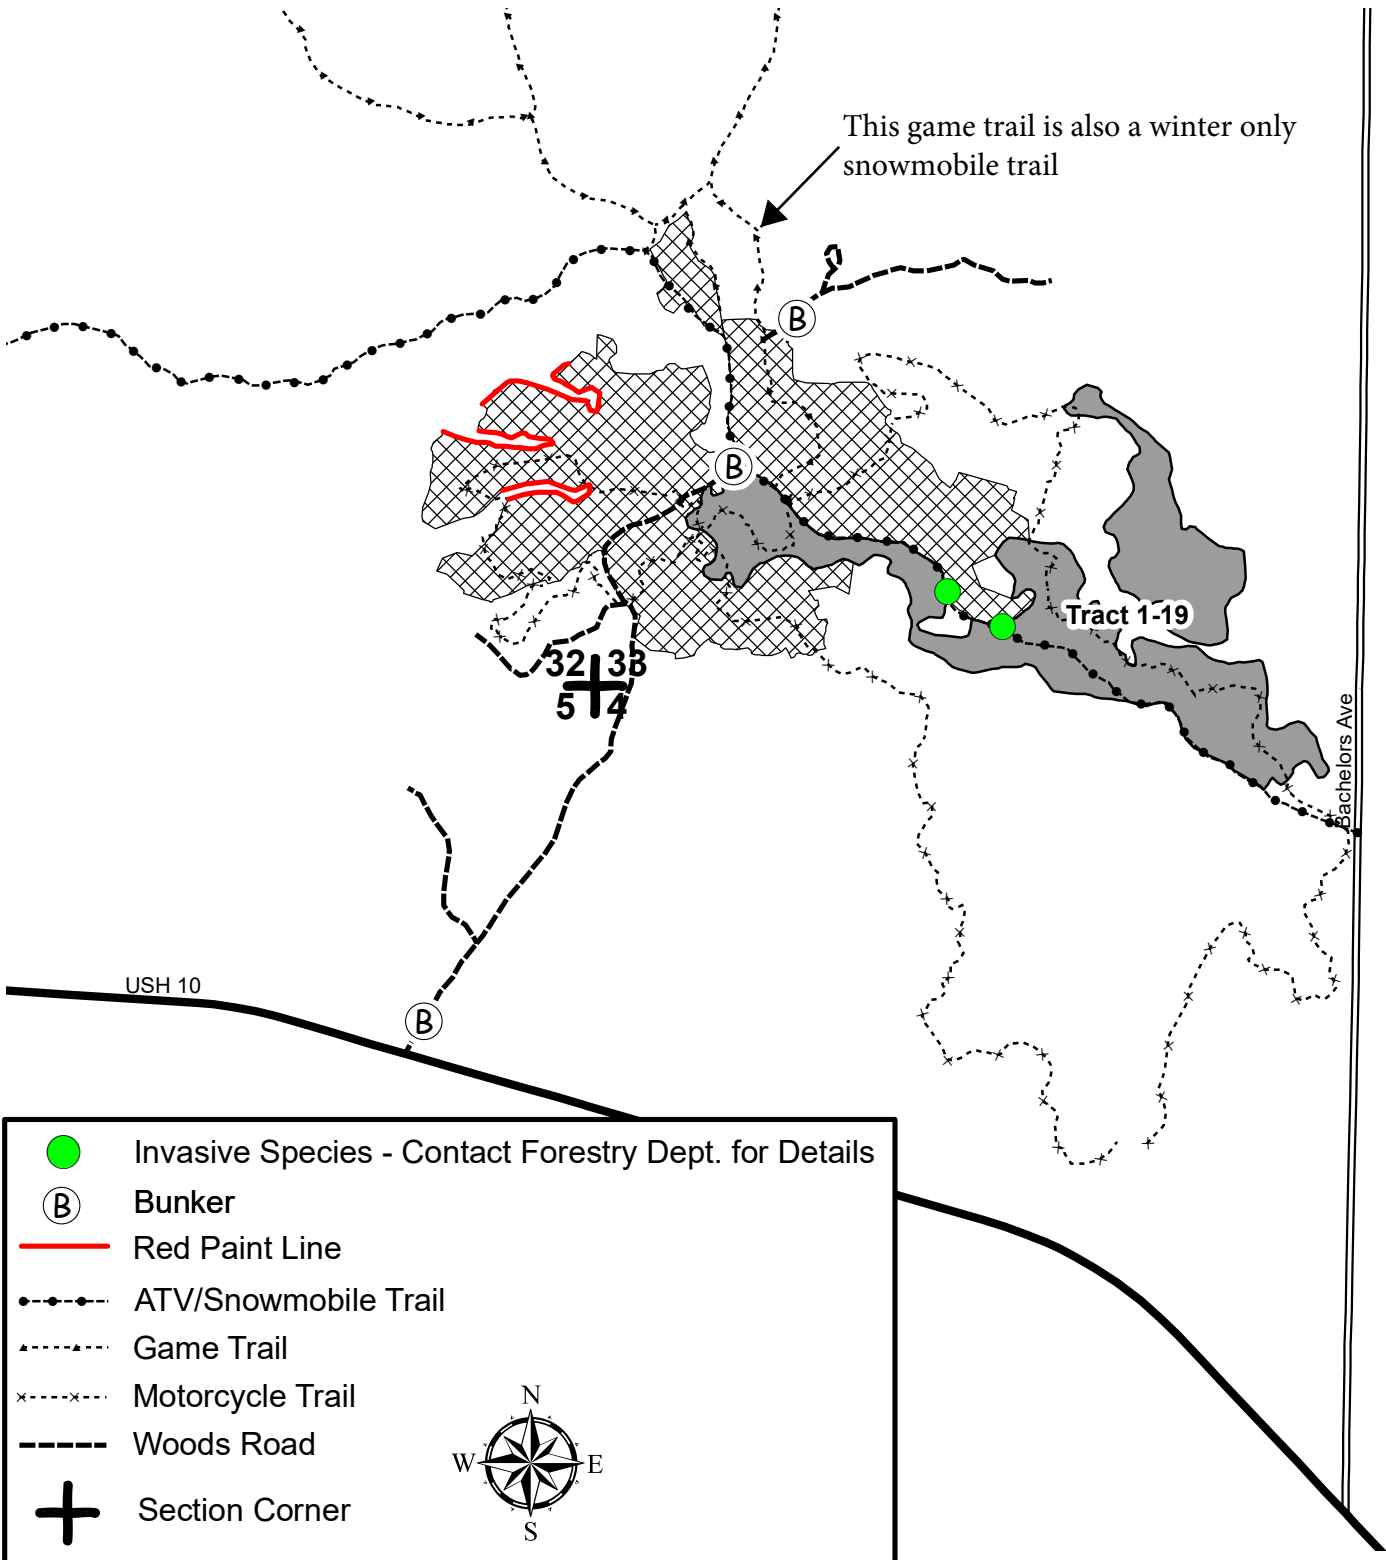 This game trail is also a winter only
snowmobile trail
B
B
Tract 1-19
32 33
5 4
Bachelors Ave
USH 10
B
Invasive Species - Contact Forestry Dept. for Details
B Bunker
Red Paint Line
ATV/Snowmobile Trail
Game Trail
Motorcycle Trail
Woods Road
Section Corner
N
W E
S